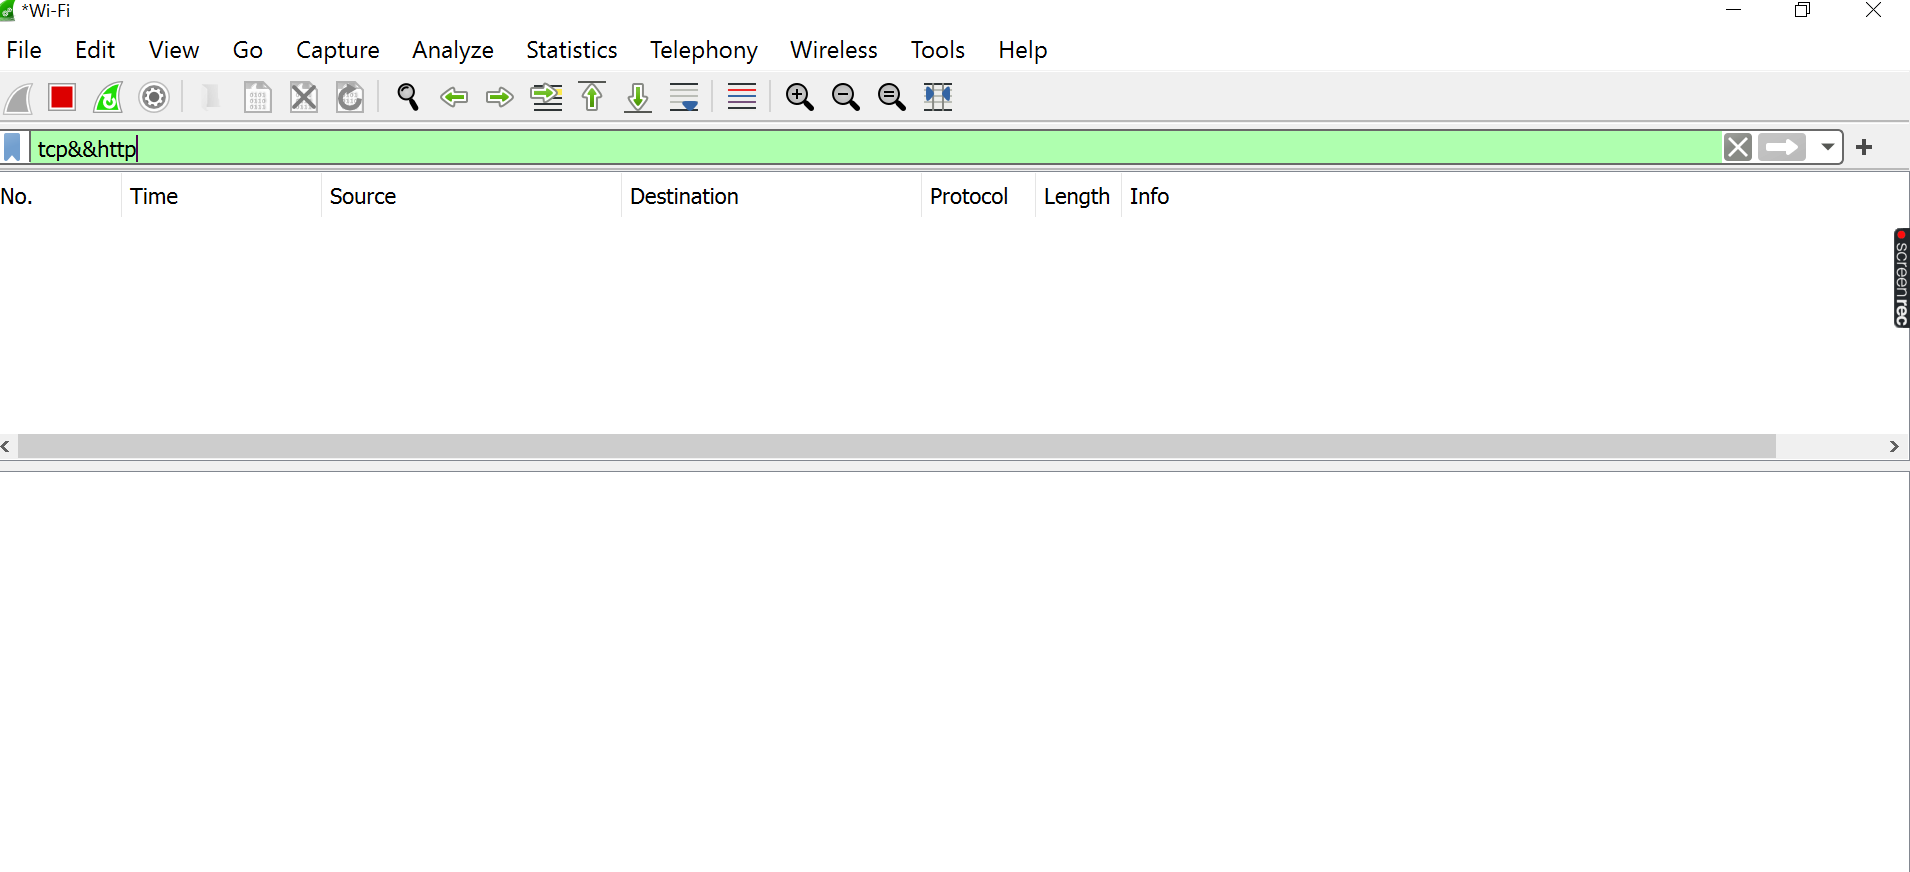 *Wi-Fi
File Edit View Go Capture Analyze Statistics Telephony Wireless Tools Help
tcp&&http
No. Time Source Destination Protocol Length Info
screenrec